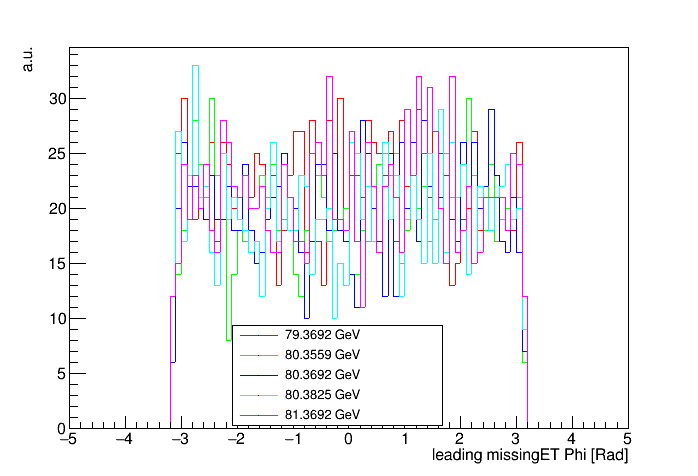 a.u.
30
25
20
15
10
5
0
79.3692 GeV
80.3559 GeV
80.3692 GeV
80.3825 GeV
81.3692 GeV
−5 −4 −3 −2 −1 0 1 2 3 4 5
leading missingET Phi [Rad]